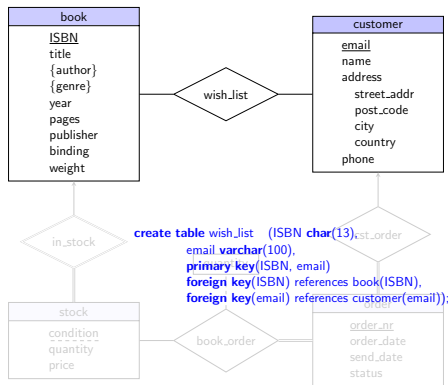 book
ISBN
title
{author}
{genre}
year
pages
publisher
binding
weight
wish_list
customer
email
name
address
street_addr
post_code
city
country
phone
in_stock
create table wish_list (ISBN char(13),
email varchar(100),
primary key(ISBN, email)
foreign key(ISBN) references book(ISBN),
foreign key(email) references customer(email));
stock
condition
quantity
price
book_order
order
order_nr
order_date
send_date
status